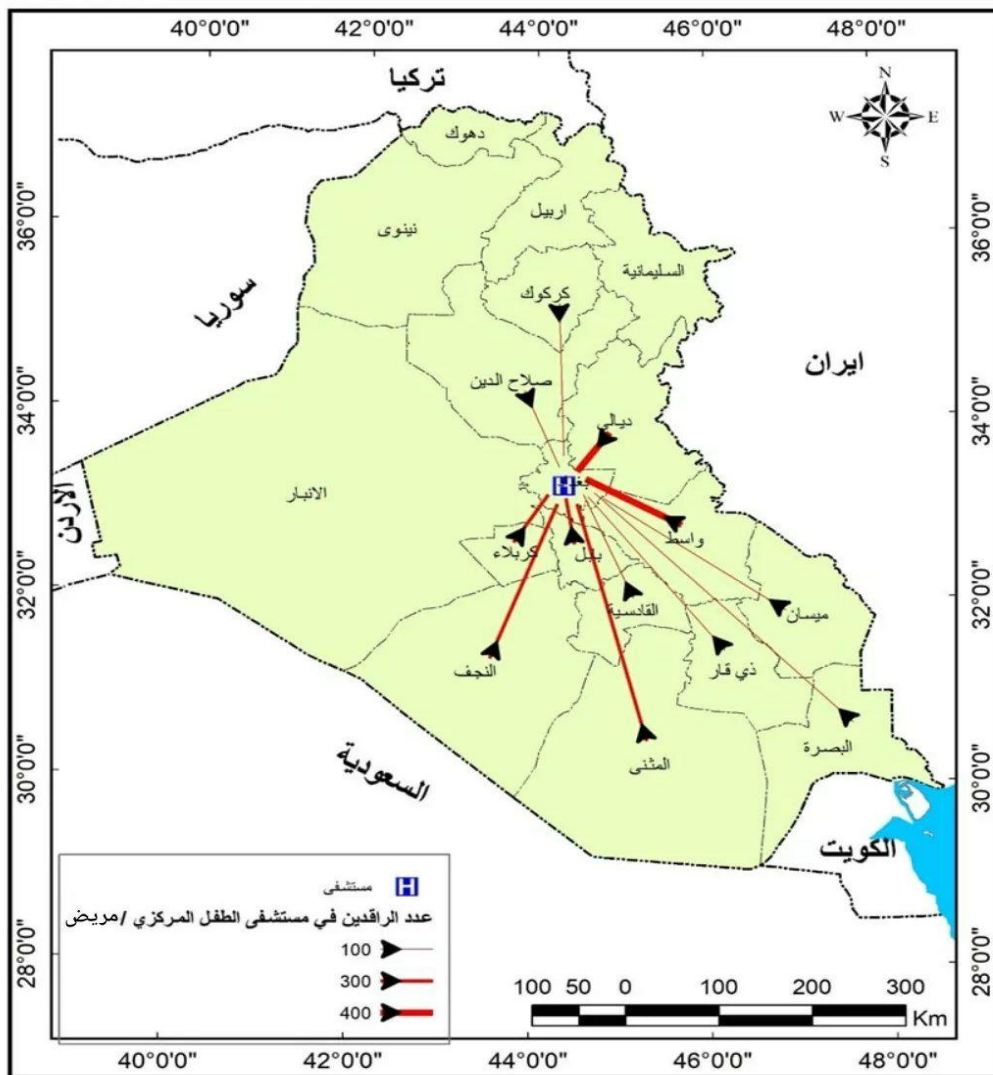 40°0'0" 42°0'0" 44°0'0" 46°0'0" 48°0'0"
تركيا
N
W E
S
دهوك
36°0'0" 36°0'0"
اربيل
نينوى
السليمانية
سوريا
كركوك
ايران
صلاح الدين
34°0'0" 34°0'0"
ديالى
H
الانبار
الاردن
واسط
كربلاء
بابل
32°0'0" 32°0'0"
القادسية
ميسان
النجف
ذي قار
البصرة
المثنى
السعودية
30°0'0" 30°0'0"
الكويت
مستشفى H
عدد الراقدين في مستشفى الطفل المركزي /مريض
100
300
400
28°0'0" 28°0'0"
100 50 0 100 200 300
Km
40°0'0" 42°0'0" 44°0'0" 46°0'0" 48°0'0"